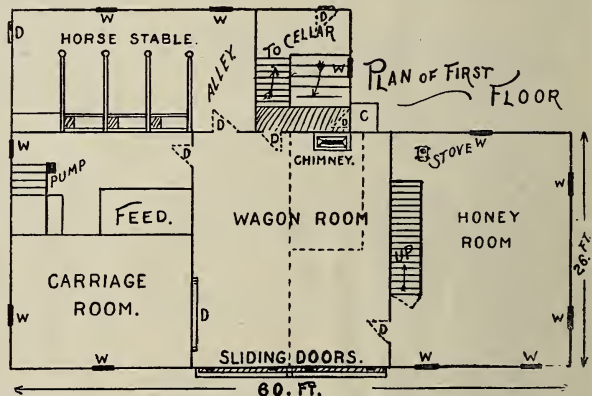 W
W
D
D
HORSE STABLE.
ALLEY.
TO CELLAR
W
PLAN OF FIRST
FLOOR
C
D
D
D
CHIMNEY.
W
D
STOVE
W
PUMP
W
FEED.
WAGON ROOM
HONEY
ROOM
26. FT.
UP
CARRIAGE
ROOM.
W
D
D
W
SLIDING DOORS.
W
W
W
60. FT.